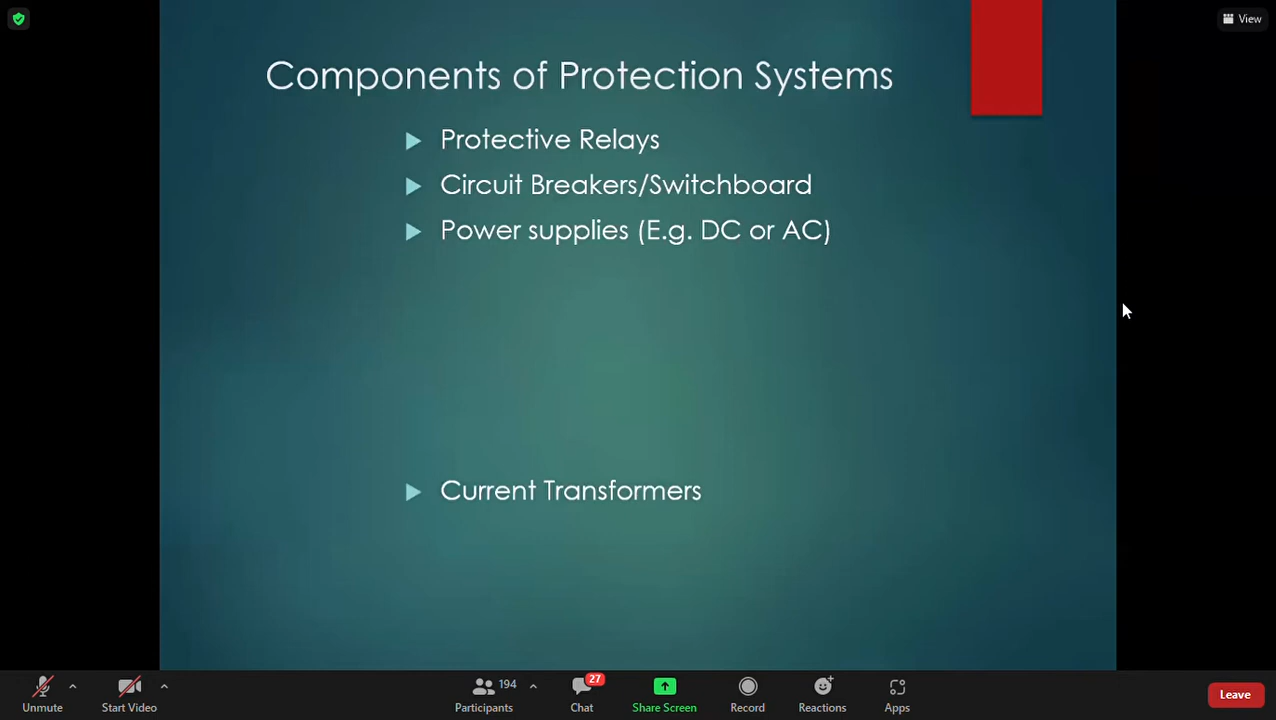 View
Components of Protection Systems
Protective Relays
Circuit Breakers/Switchboard
Power supplies (E.g. DC or AC)
Current Transformers
Unmute
Start Video
194
Participants
27
Chat
Share Screen
Record
Reactions
Apps
Leave